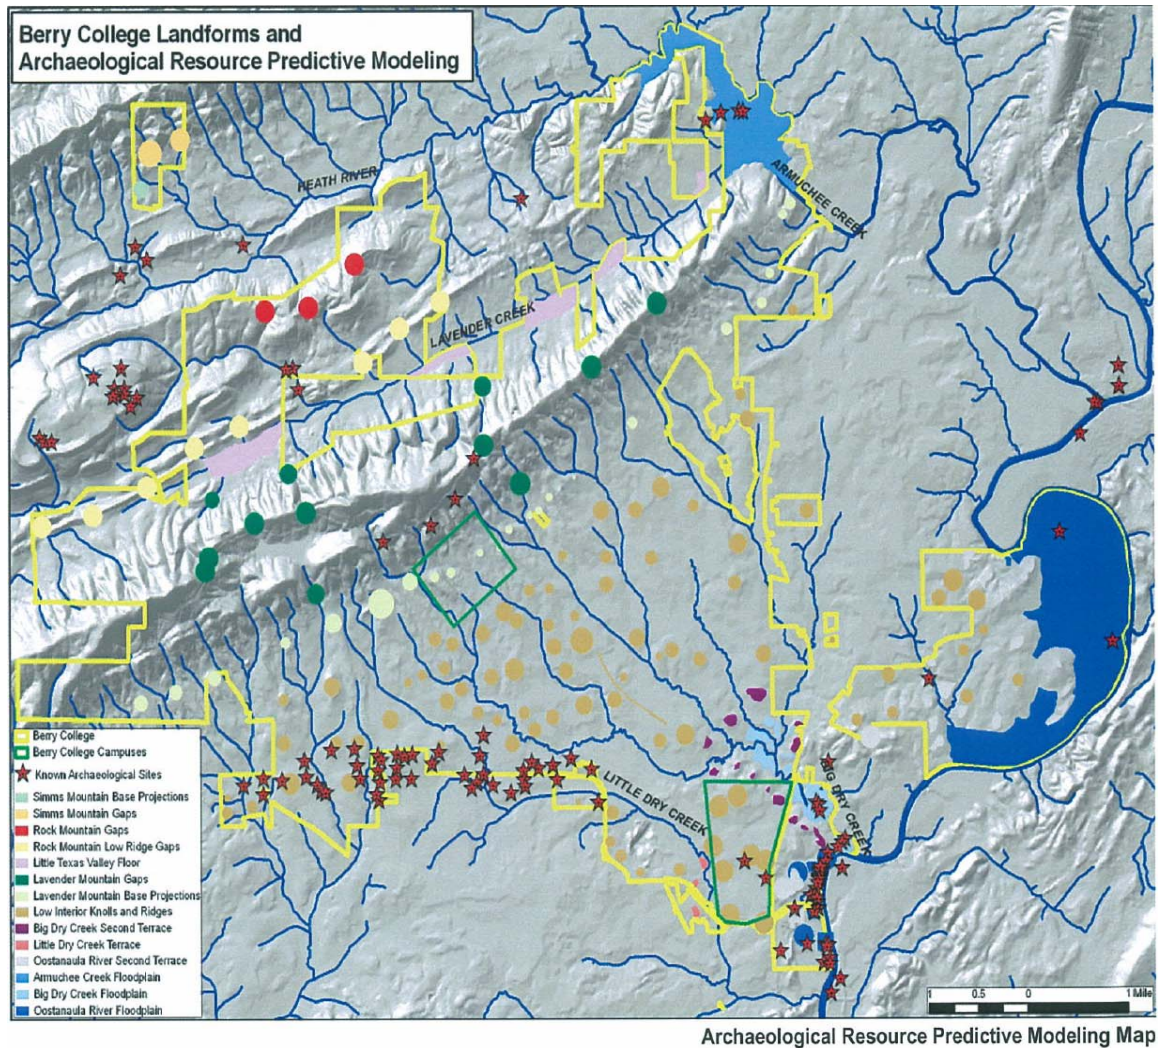 Berry College Landforms and
Archaeological Resource Predictive Modeling
HEATH RIVER
ARMUCHEE CREEK
LAVENDER CREEK
LITTLE DRY CREEK
BIG DRY CREEK
Berry College
Berry College Campuses
Known Archaeological Sites
Simms Mountain Base Projections
Simms Mountain Gaps
Rock Mountain Gaps
Rock Mountain Low Ridge Gaps
Little Texas Valley Floor
Lavender Mountain Gaps
Lavender Mountain Base Projections
Low Interior Knolls and Ridges
Big Dry Creek Second Terrace
Little Dry Creek Terrace
Oostanaula River Second Terrace
Armuchee Creek Floodplain
Big Dry Creek Floodplain
Oostanaula River Floodplain
1 0.5 0 1 Mile
Archaeological Resource Predictive Modeling Map